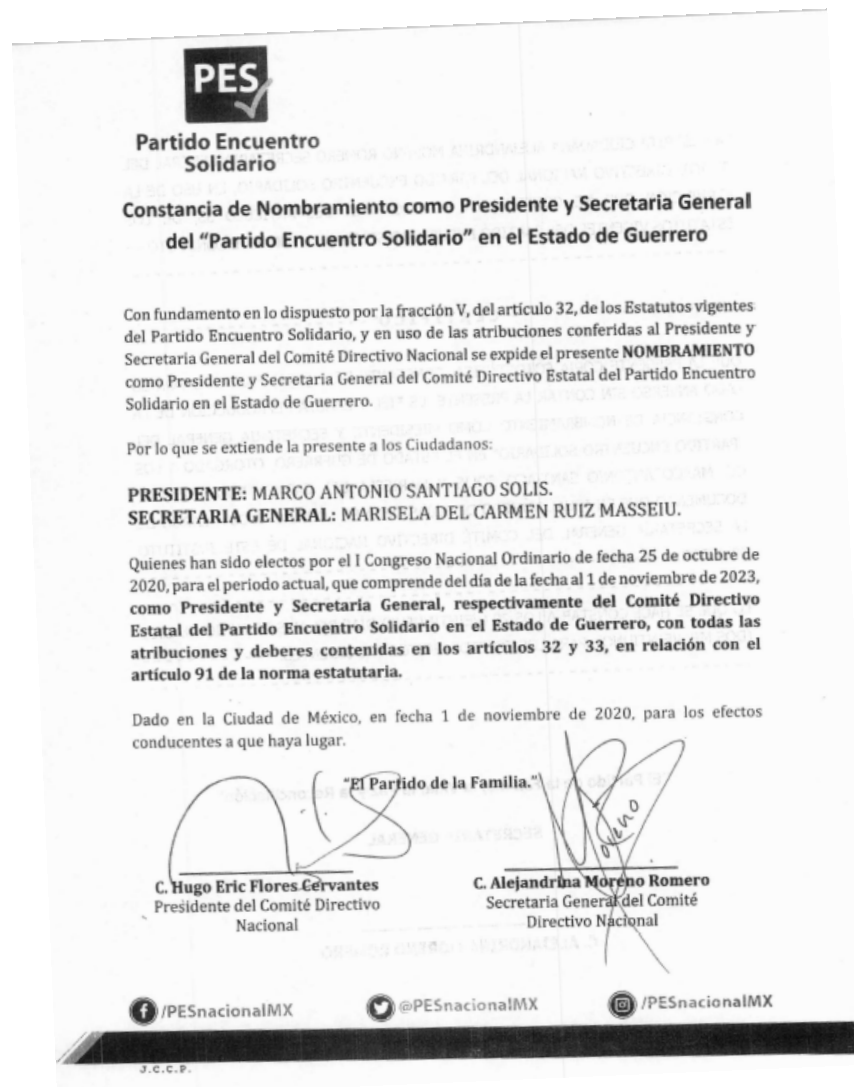 PES
Partido Encuentro
Solidario
Constancia de Nombramiento como Presidente y Secretaria General
del "Partido Encuentro Solidario" en el Estado de Guerrero
Con fundamento en lo dispuesto por la fracción V, del artículo 32, de los Estatutos vigentes
del Partido Encuentro Solidario, y en uso de las atribuciones conferidas al Presidente y
Secretaria General del Comité Directivo Nacional se expide el presente NOMBRAMIENTO
como Presidente y Secretaria General del Comité Directivo Estatal del Partido Encuentro
Solidario en el Estado de Guerrero.
Por lo que se extiende la presente a los Ciudadanos:
PRESIDENTE: MARCO ANTONIO SANTIAGO SOLIS.
SECRETARIA GENERAL: MARISELA DEL CARMEN RUIZ MASSEIU.
Quienes han sido electos por el I Congreso Nacional Ordinario de fecha 25 de octubre de
2020, para el periodo actual, que comprende del día de la fecha al 1 de noviembre de 2023,
como Presidente y Secretaria General, respectivamente del Comité Directivo
Estatal del Partido Encuentro Solidario en el Estado de Guerrero, con todas las
atribuciones y deberes contenidas en los artículos 32 y 33, en relación con el
artículo 91 de la norma estatutaria.
Dado en la Ciudad de México, en fecha 1 de noviembre de 2020, para los efectos
conducentes a que haya lugar.
"El Partido de la Familia."
C. Hugo Eric Flores Cervantes
Presidente del Comité Directivo
Nacional
C. Alejandrina Moreno Romero
Secretaria General del Comité
Directivo Nacional
/PESnacionalMX
@PESnacionalMX
/PESnacionalMX
J.C.C.P.